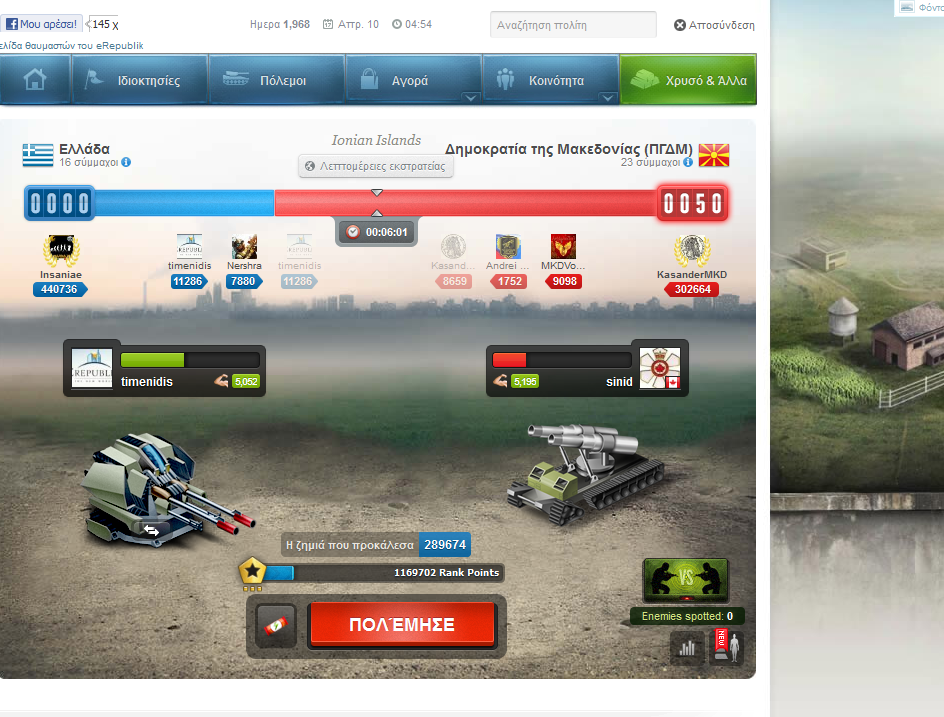 Μου αρέσει! 145 χ
Ημερα 1,968 Απρ. 10 04:54
Αναζήτηση πολίτη
Αποσύνδεση
Φόντο
ελίδα θαυμαστών του eRepublik
Ιδιοκτησίες Πόλεμοι Αγορά Κοινότητα Χρυσό & Άλλα
Ionian Islands
Ελλάδα
16 σύμμαχοι
Δημοκρατία της Μακεδονίας (ΠΓΔΜ)
23 σύμμαχοι
Λεπτομέρειες εκστρατείας
0000 0050
00:06:01
Insaniae
440736
timenidis
11286
Nershra
7880
timenidis
11286
Kasand...
8659
Andrei ...
1752
MKDVo...
9098
KasanderMKD
302664
REPUBLIK
timenidis 5,052
5,195 sinid
Η ζημιά που προκάλεσα 289674
1169702 Rank Points
VS
ΠΟΛΈΜΗΣΕ
Enemies spotted: 0
NEW